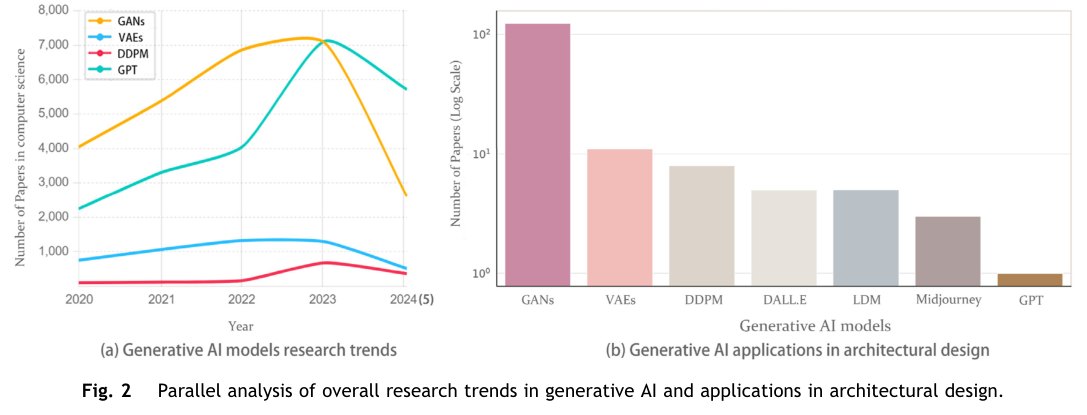 8,000
7,000
6,000
5,000
4,000
3,000
2,000
1,000
Number of Papers in computer science
GANs
VAEs
DDPM
GPT
2020 2021 2022 2023 2024(5)
Year
(a) Generative AI models research trends
10²
10¹
10⁰
Number of Papers (Log Scale)
GANs VAEs DDPM DALL.E LDM Midjourney GPT
Generative AI models
(b) Generative AI applications in architectural design
Fig. 2 Parallel analysis of overall research trends in generative AI and applications in architectural design.